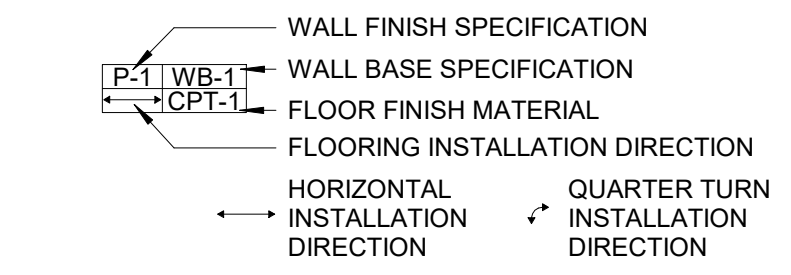 WALL FINISH SPECIFICATION
P-1 WB-1 WALL BASE SPECIFICATION
CPT-1 FLOOR FINISH MATERIAL
FLOORING INSTALLATION DIRECTION
HORIZONTAL
INSTALLATION
DIRECTION
QUARTER TURN
INSTALLATION
DIRECTION